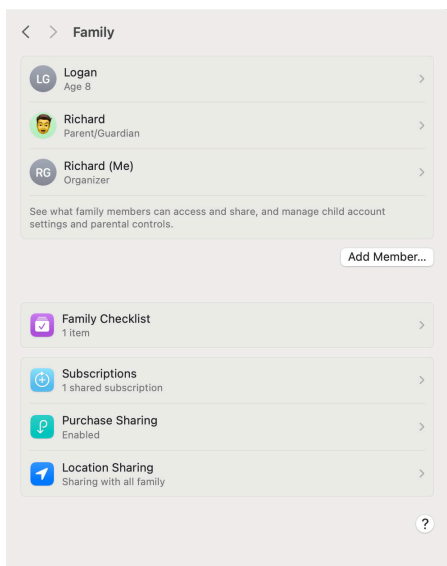 Family
LG
Logan
Age 8
Richard
Parent/Guardian
RG
Richard (Me)
Organizer
See what family members can access and share, and manage child account
settings and parental controls.
Add Member...
Family Checklist
1 item
Subscriptions
1 shared subscription
Purchase Sharing
Enabled
Location Sharing
Sharing with all family
?